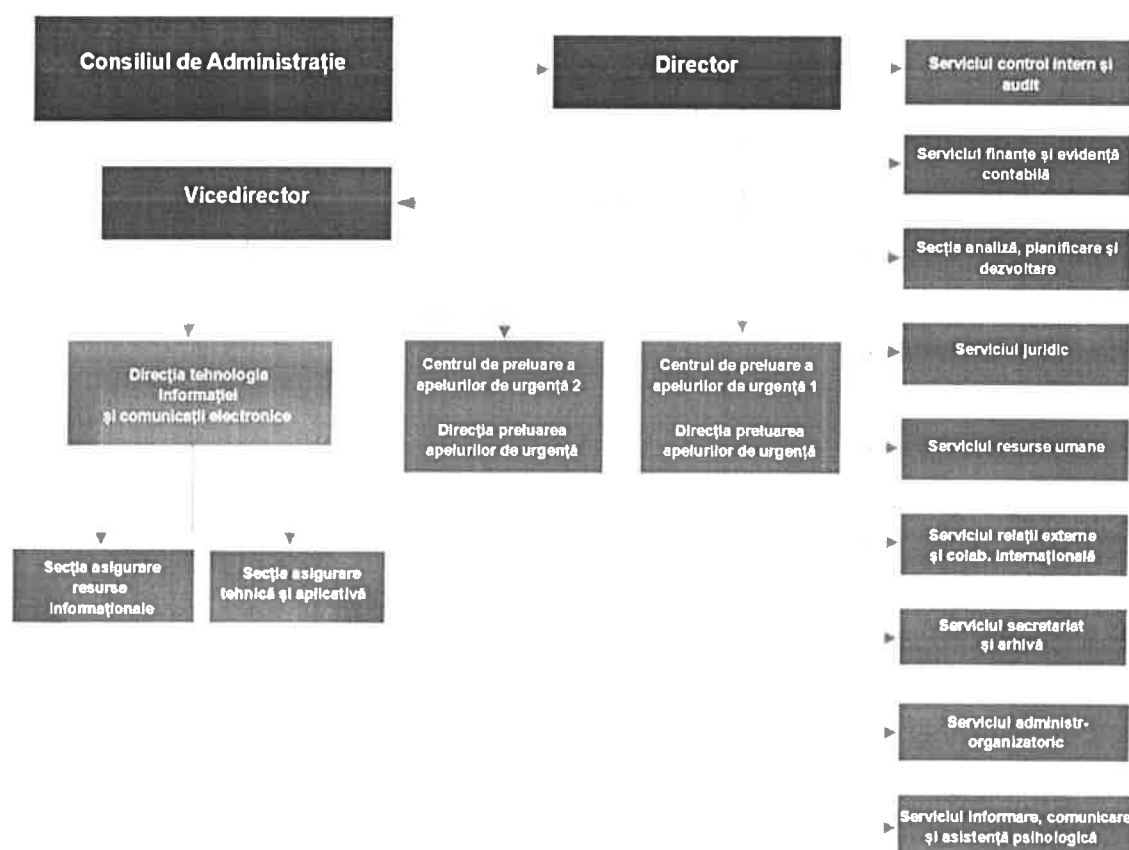 Consiliul de Administrație
Director
Serviciul control intern și
audit
Serviciul finanțe și evidență
contabilă
Vicedirector
Secția analiză, planificare și
dezvoltare
Serviciul juridic
Direcția tehnologia
informației
și comunicații electronice
Centrul de preluare a
apelurilor de urgență 2
Direcția preluarea
apelurilor de urgență
Centrul de preluare a
apelurilor de urgență 1
Direcția preluarea
apelurilor de urgență
Serviciul resurse umane
Serviciul relații externe
și colab. internațională
Secția asigurare
resurse
informaționale
Secția asigurare
tehnică și aplicativă
Serviciul secretariat
și arhivă
Serviciul administr-
organizatoric
Serviciul informare, comunicare
și asistență psihologică